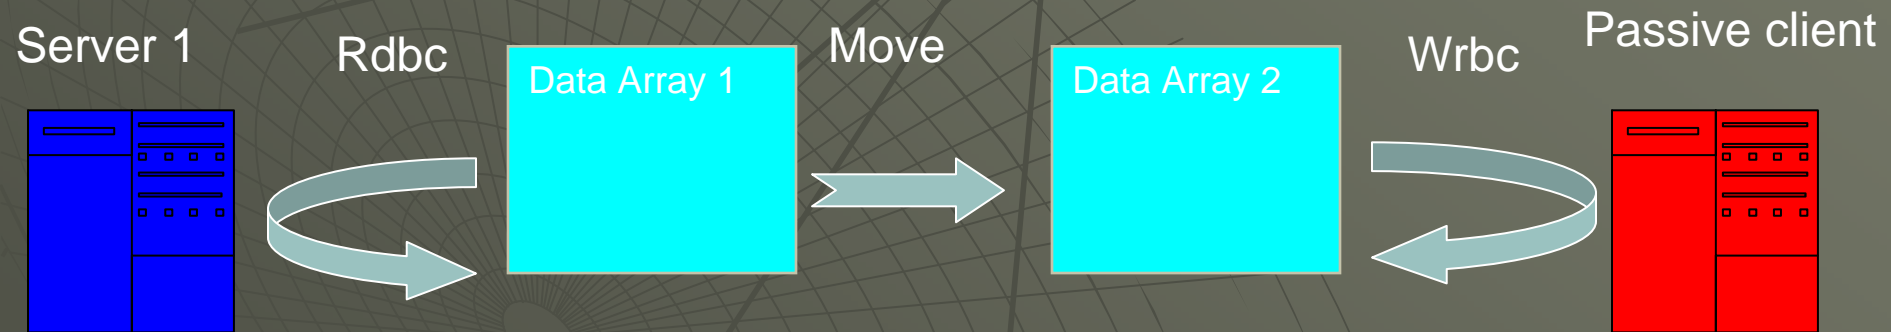 Server 1
Rdbc
Data Array 1
Move
Data Array 2
Wrbc
Passive client